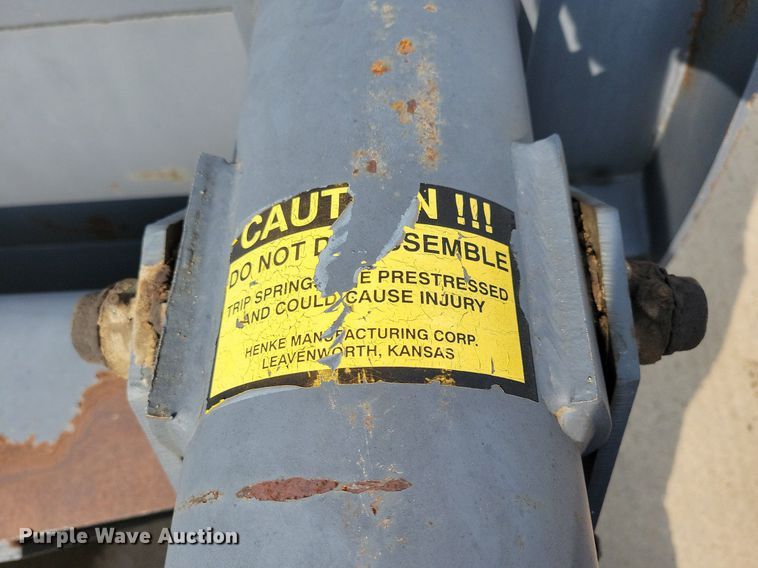 CAUT N !!!
DO NOT D SSEMBLE
TRIP SPRING E PRESTRESSED
AND COULD CAUSE INJURY
HENKE MANUFACTURING CORP.
LEAVENWORTH, KANSAS
Purple Wave Auction